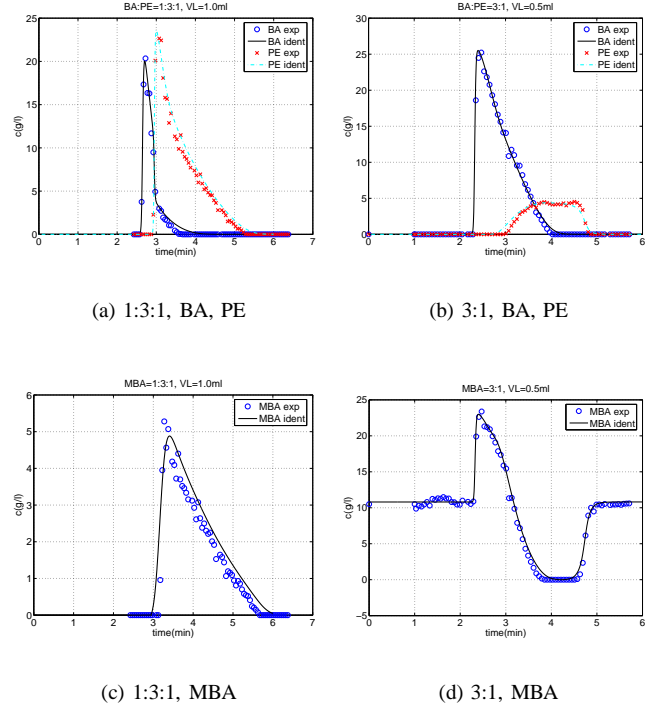 BA:PE=1:3:1, VL=1.0ml
25
20
15
10
5
0
c(g/l)
0 1 2 3 4 5 6 7
time(min)
BA exp
BA ident
PE exp
PE ident
(a) 1:3:1, BA, PE
BA:PE=3:1, VL=0.5ml
30
25
20
15
10
5
0
c(g/l)
0 1 2 3 4 5 6
time(min)
BA exp
BA ident
PE exp
PE ident
(b) 3:1, BA, PE
MBA=1:3:1, VL=1.0ml
6
5
4
3
2
1
0
c(g/l)
0 1 2 3 4 5 6 7
time(min)
MBA exp
MBA ident
(c) 1:3:1, MBA
MBA=3:1, VL=0.5ml
25
20
15
10
5
0
−5
c(g/l)
0 1 2 3 4 5 6
time(min)
MBA exp
MBA ident
(d) 3:1, MBA